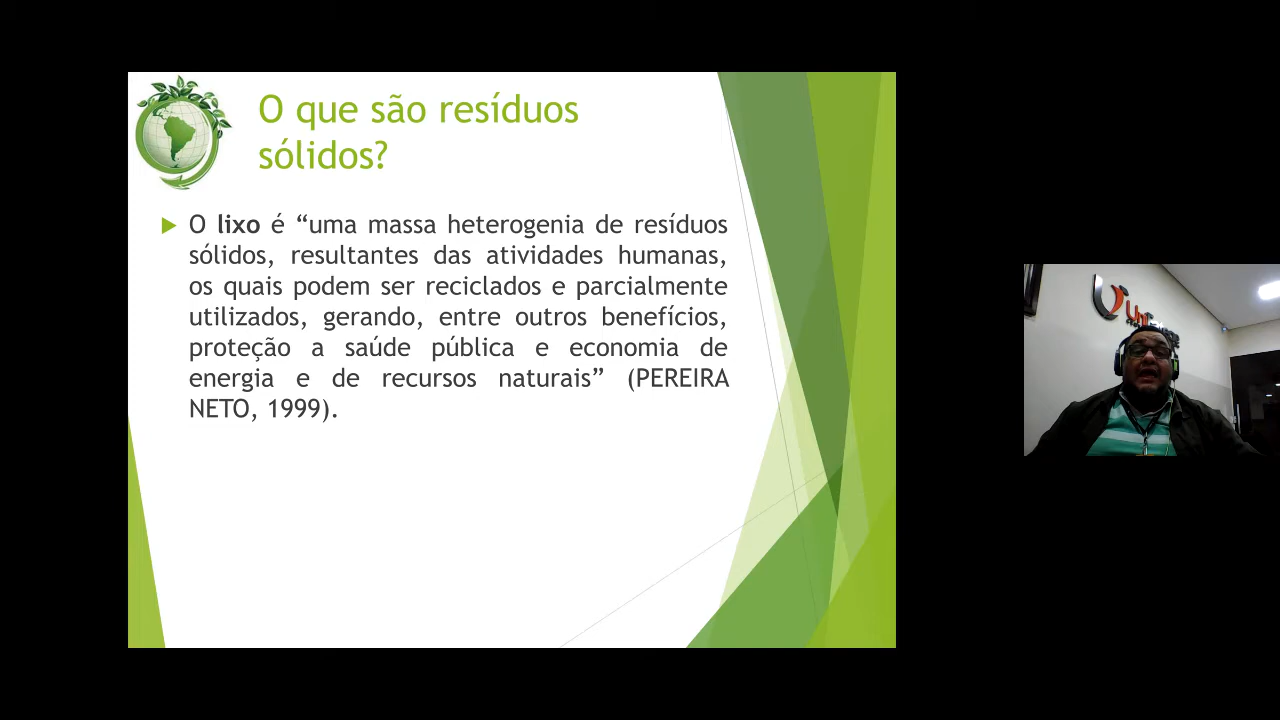 O que são resíduos
sólidos?
O lixo é “uma massa heterogenia de resíduos
sólidos, resultantes das atividades humanas,
os quais podem ser reciclados e parcialmente
utilizados, gerando, entre outros benefícios,
proteção a saúde pública e economia de
energia e de recursos naturais” (PEREIRA
NETO, 1999).